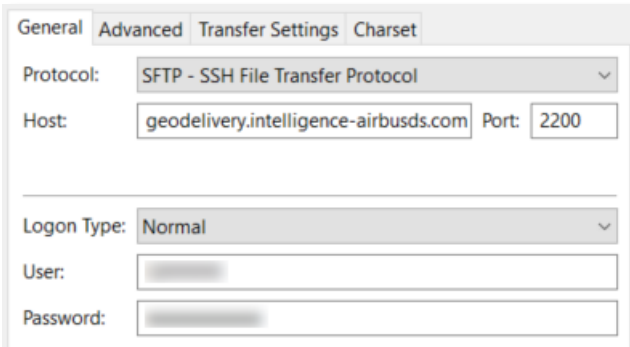 General Advanced Transfer Settings Charset
Protocol: SFTP - SSH File Transfer Protocol
Host: geodelivery.intelligence-airbusds.com Port: 2200
Logon Type: Normal
User:
Password: